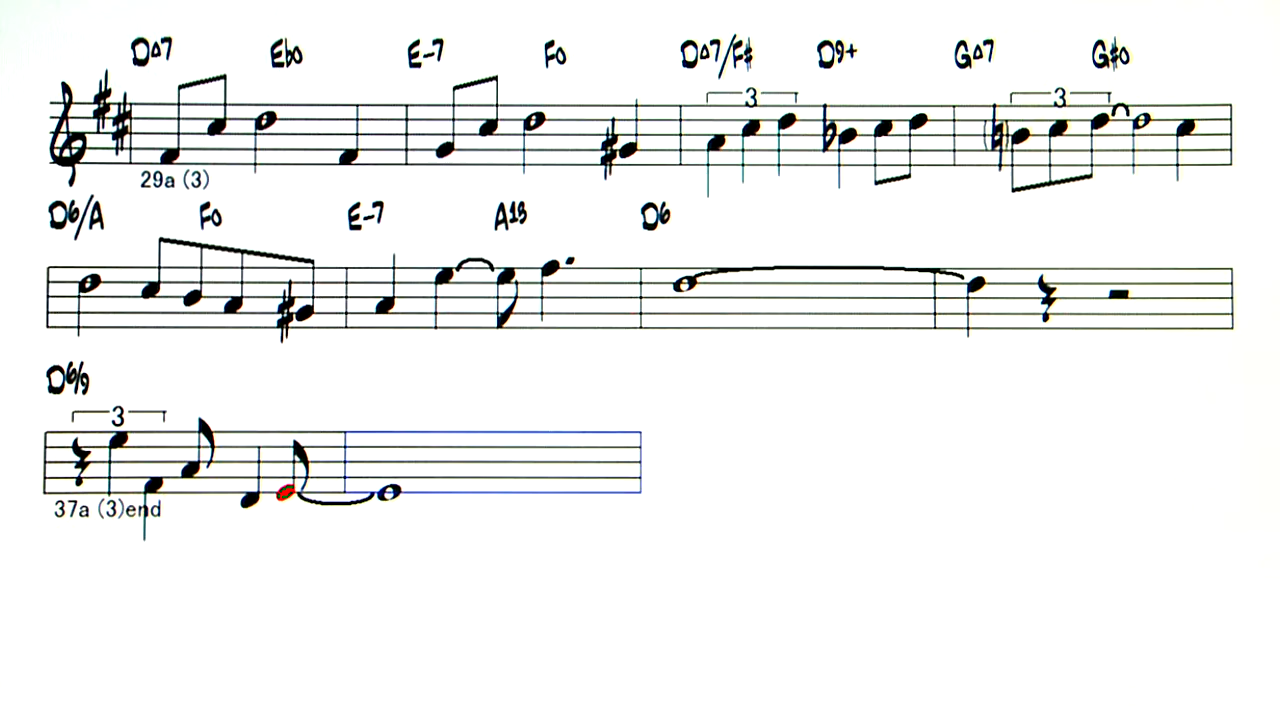 D∆7 Ebo E-7 Fo D∆7/F# D9+ G∆7 G#o
3 3
29a (3)
D6/A Fo E-7 A13 D6
D6/9
3
37a (3)end